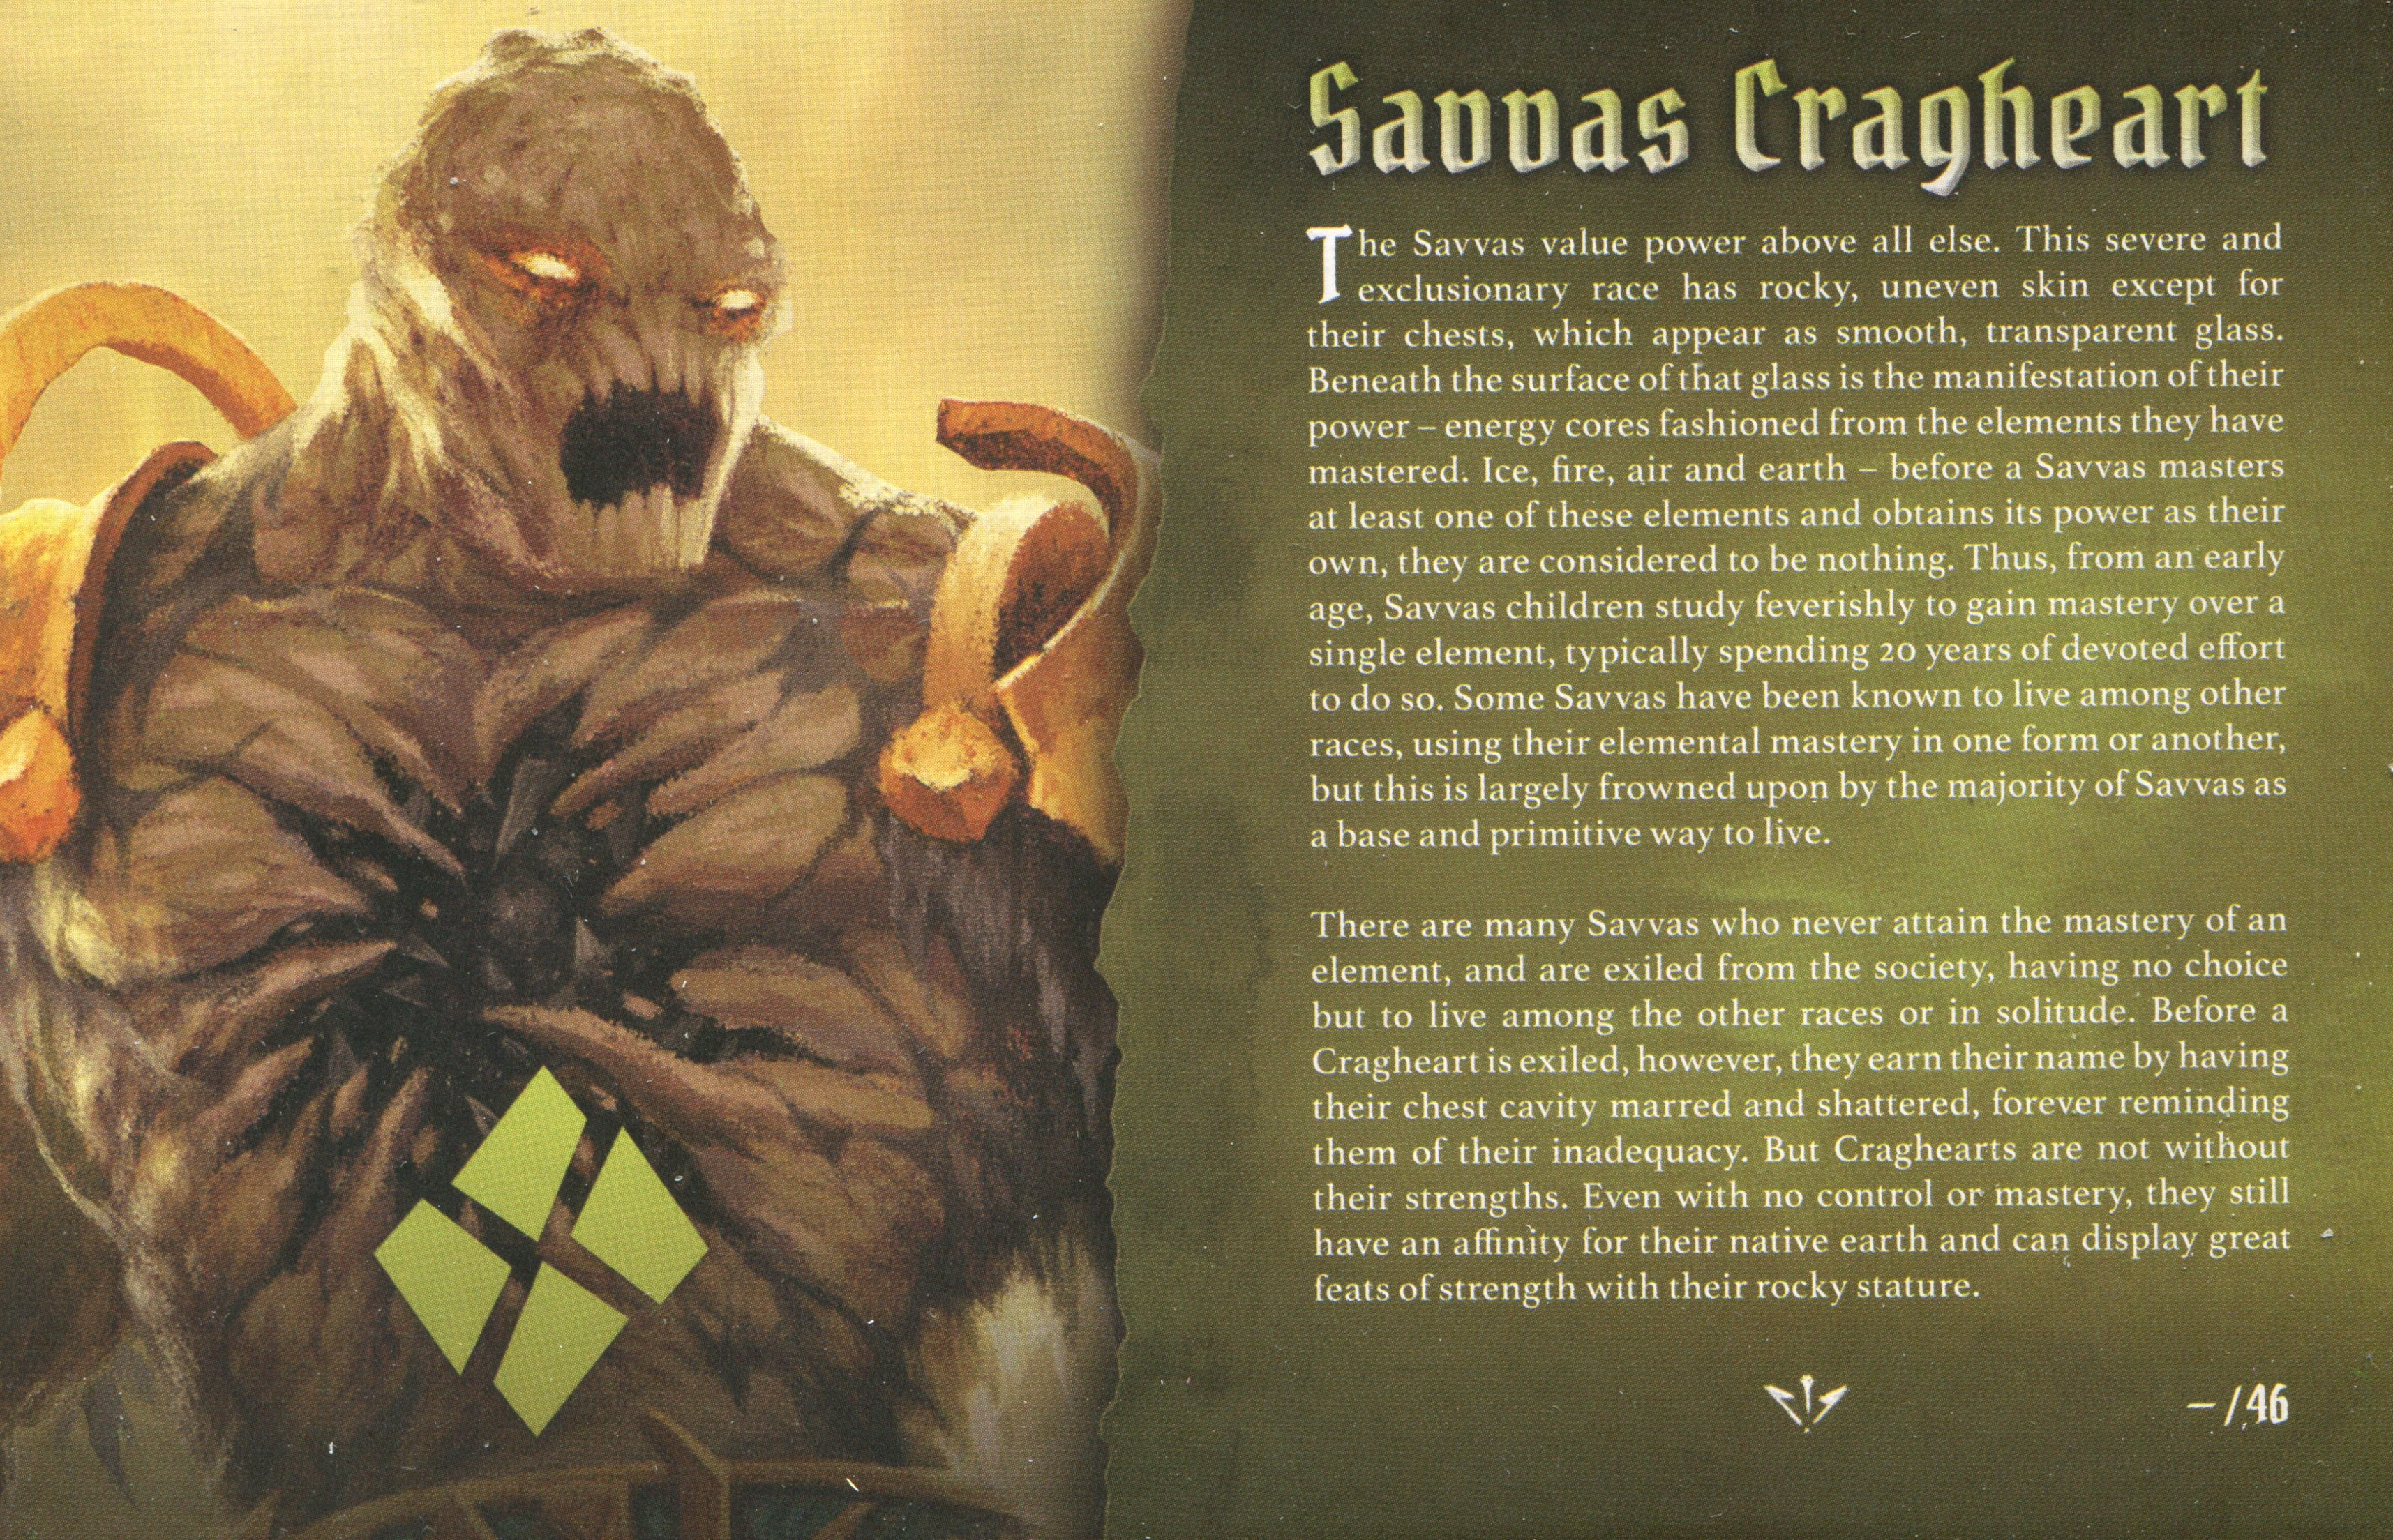 Savvas Cragheart
The Savvas value power above all else. This severe and
exclusionary race has rocky, uneven skin except for
their chests, which appear as smooth, transparent glass.
Beneath the surface of that glass is the manifestation of their
power – energy cores fashioned from the elements they have
mastered. Ice, fire, air and earth – before a Savvas masters
at least one of these elements and obtains its power as their
own, they are considered to be nothing. Thus, from an early
age, Savvas children study feverishly to gain mastery over a
single element, typically spending 20 years of devoted effort
to do so. Some Savvas have been known to live among other
races, using their elemental mastery in one form or another,
but this is largely frowned upon by the majority of Savvas as
a base and primitive way to live.
There are many Savvas who never attain the mastery of an
element, and are exiled from the society, having no choice
but to live among the other races or in solitude. Before a
Cragheart is exiled, however, they earn their name by having
their chest cavity marred and shattered, forever reminding
them of their inadequacy. But Craghearts are not without
their strengths. Even with no control or mastery, they still
have an affinity for their native earth and can display great
feats of strength with their rocky stature.
– / 46